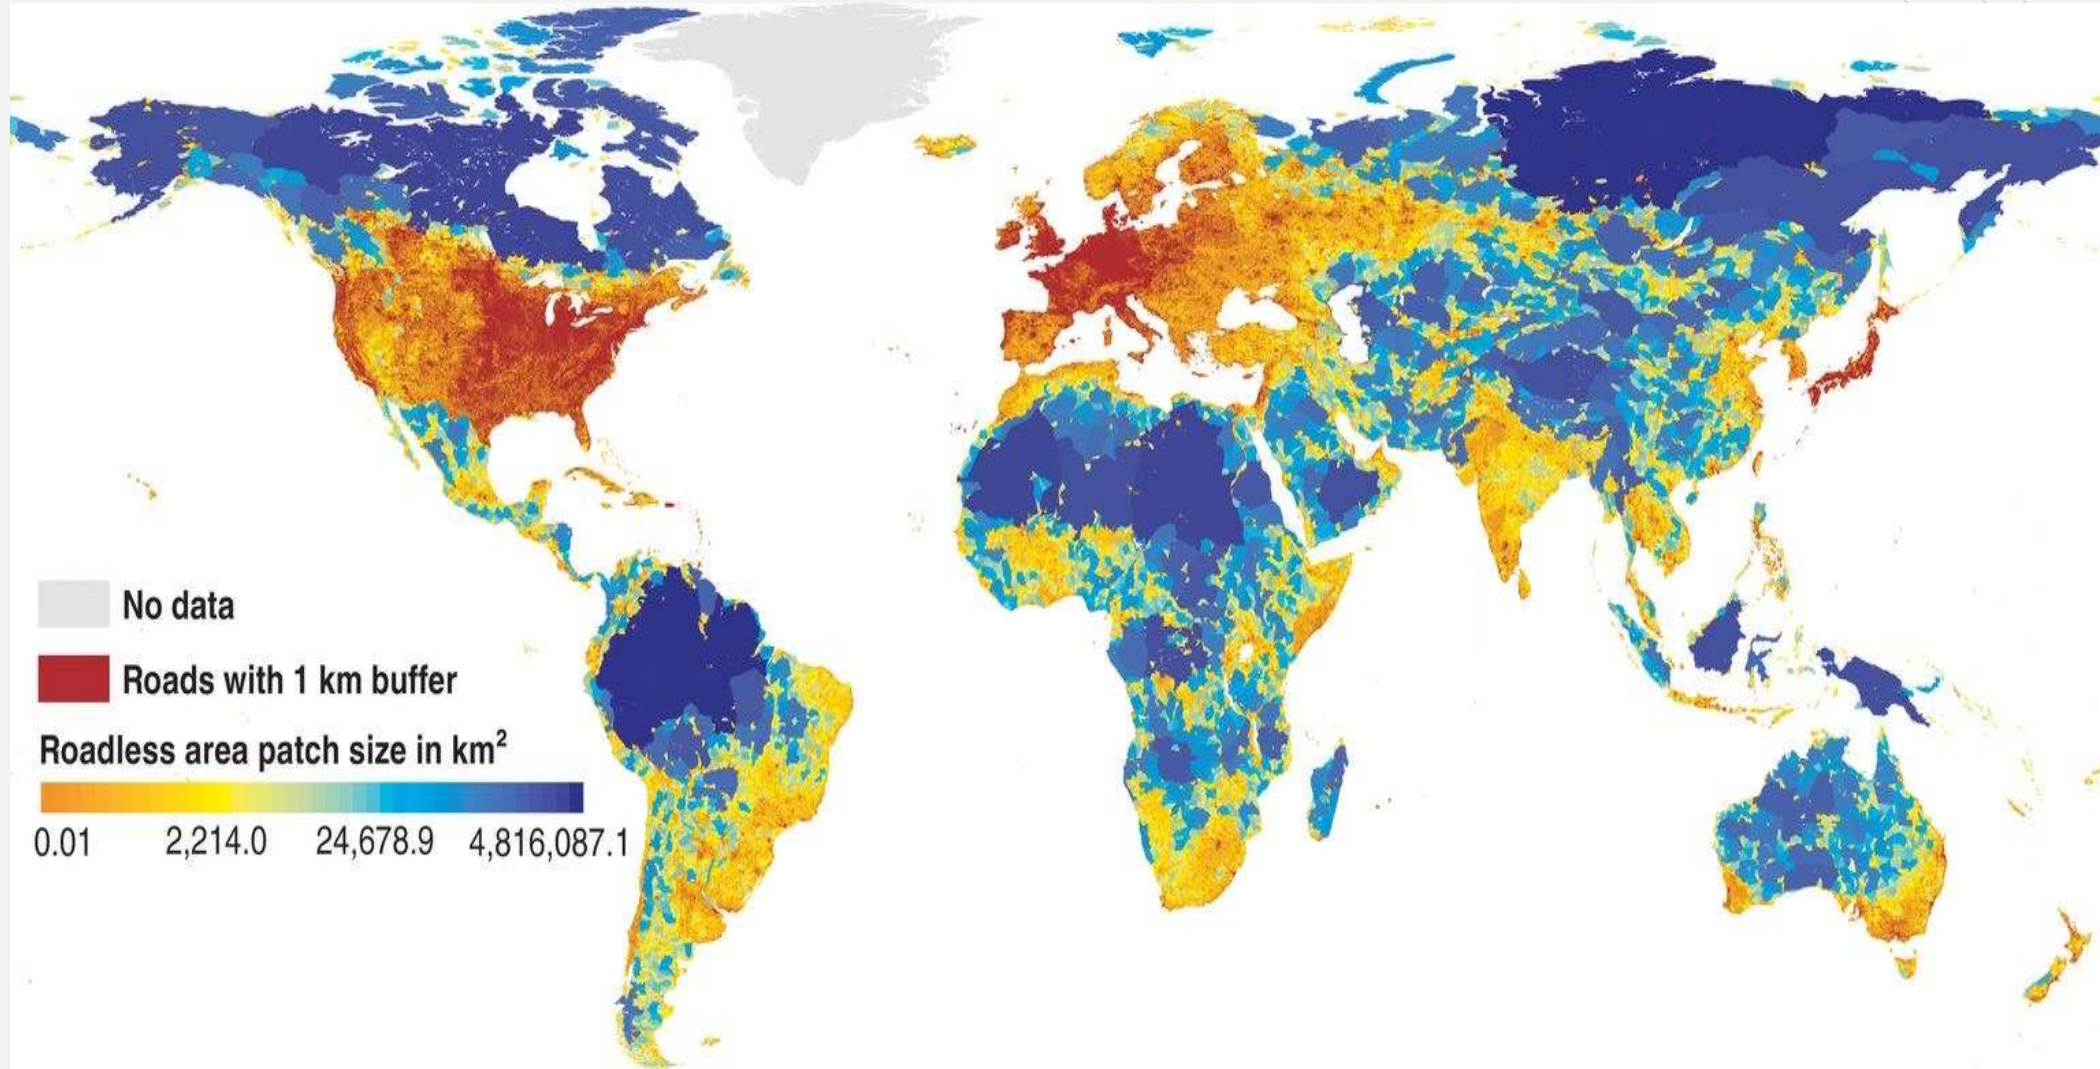 No data
Roads with 1 km buffer
Roadless area patch size in km²
0.01 2,214.0 24,678.9 4,816,087.1